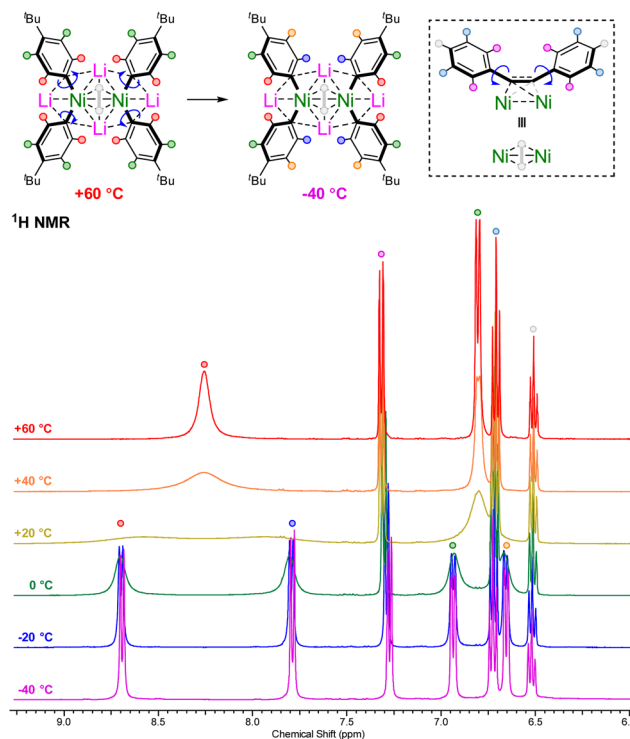 ᵗBu ᵗBu ᵗBu ᵗBu
Li Li
Li Ni Ni Li Li Ni Ni Li Ni Ni
Li Li III
Ni Ni
ᵗBu ᵗBu ᵗBu ᵗBu
+60 °C -40 °C
¹H NMR
+60 °C
+40 °C
+20 °C
0 °C
-20 °C
-40 °C
9.0 8.5 8.0 7.5 7.0 6.5 6.0
Chemical Shift (ppm)